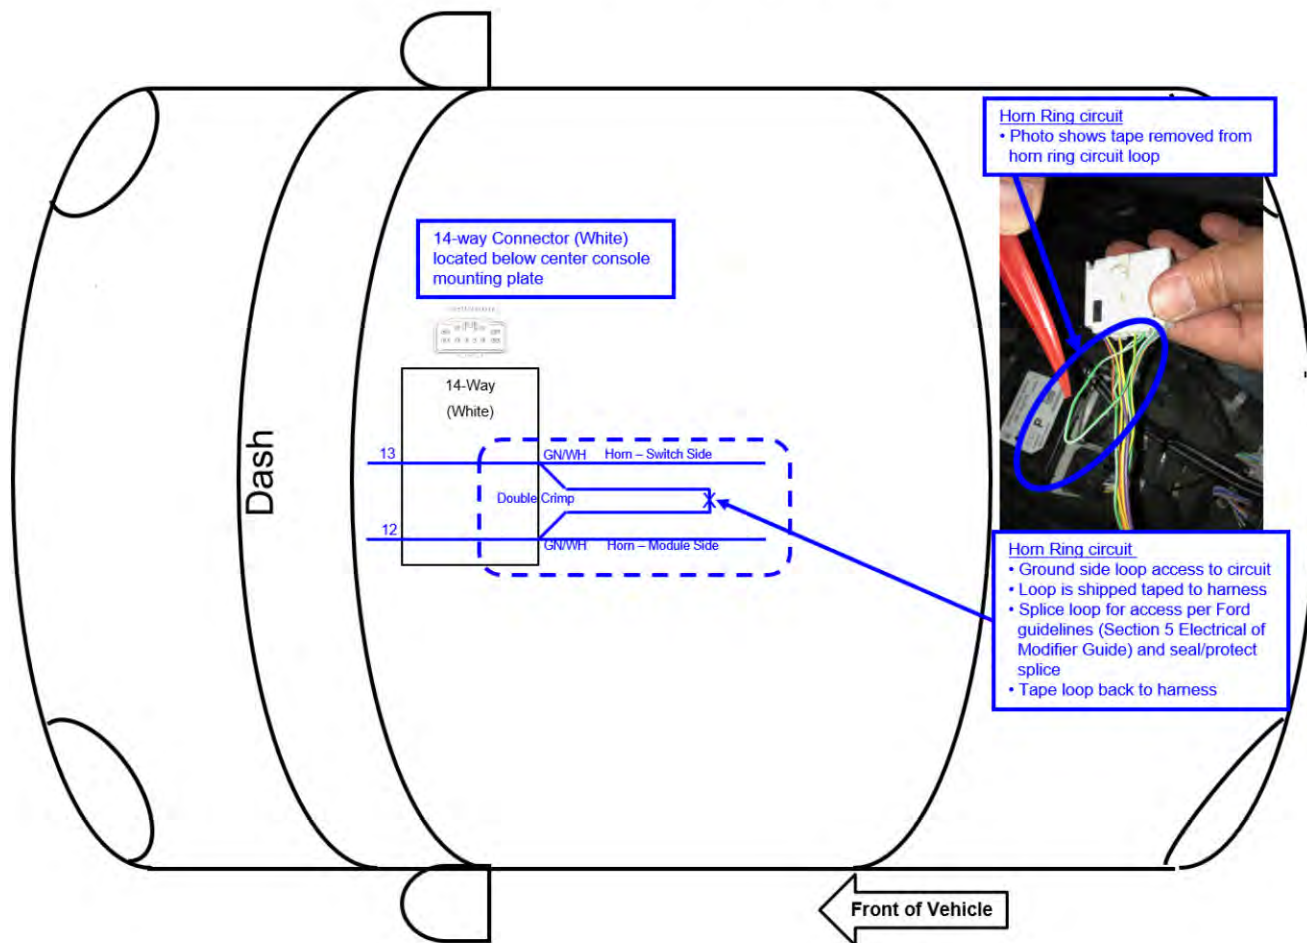 Horn Ring circuit
• Photo shows tape removed from
horn ring circuit loop
14-way Connector (White)
located below center console
mounting plate
14-Way
(White)
Dash
13
GN/WH
Horn – Switch Side
Double Crimp
12
GN/WH
Horn – Module Side
P
Horn Ring circuit
• Ground side loop access to circuit
• Loop is shipped taped to harness
• Splice loop for access per Ford
guidelines (Section 5 Electrical of
Modifier Guide) and seal/protect
splice
• Tape loop back to harness
Front of Vehicle